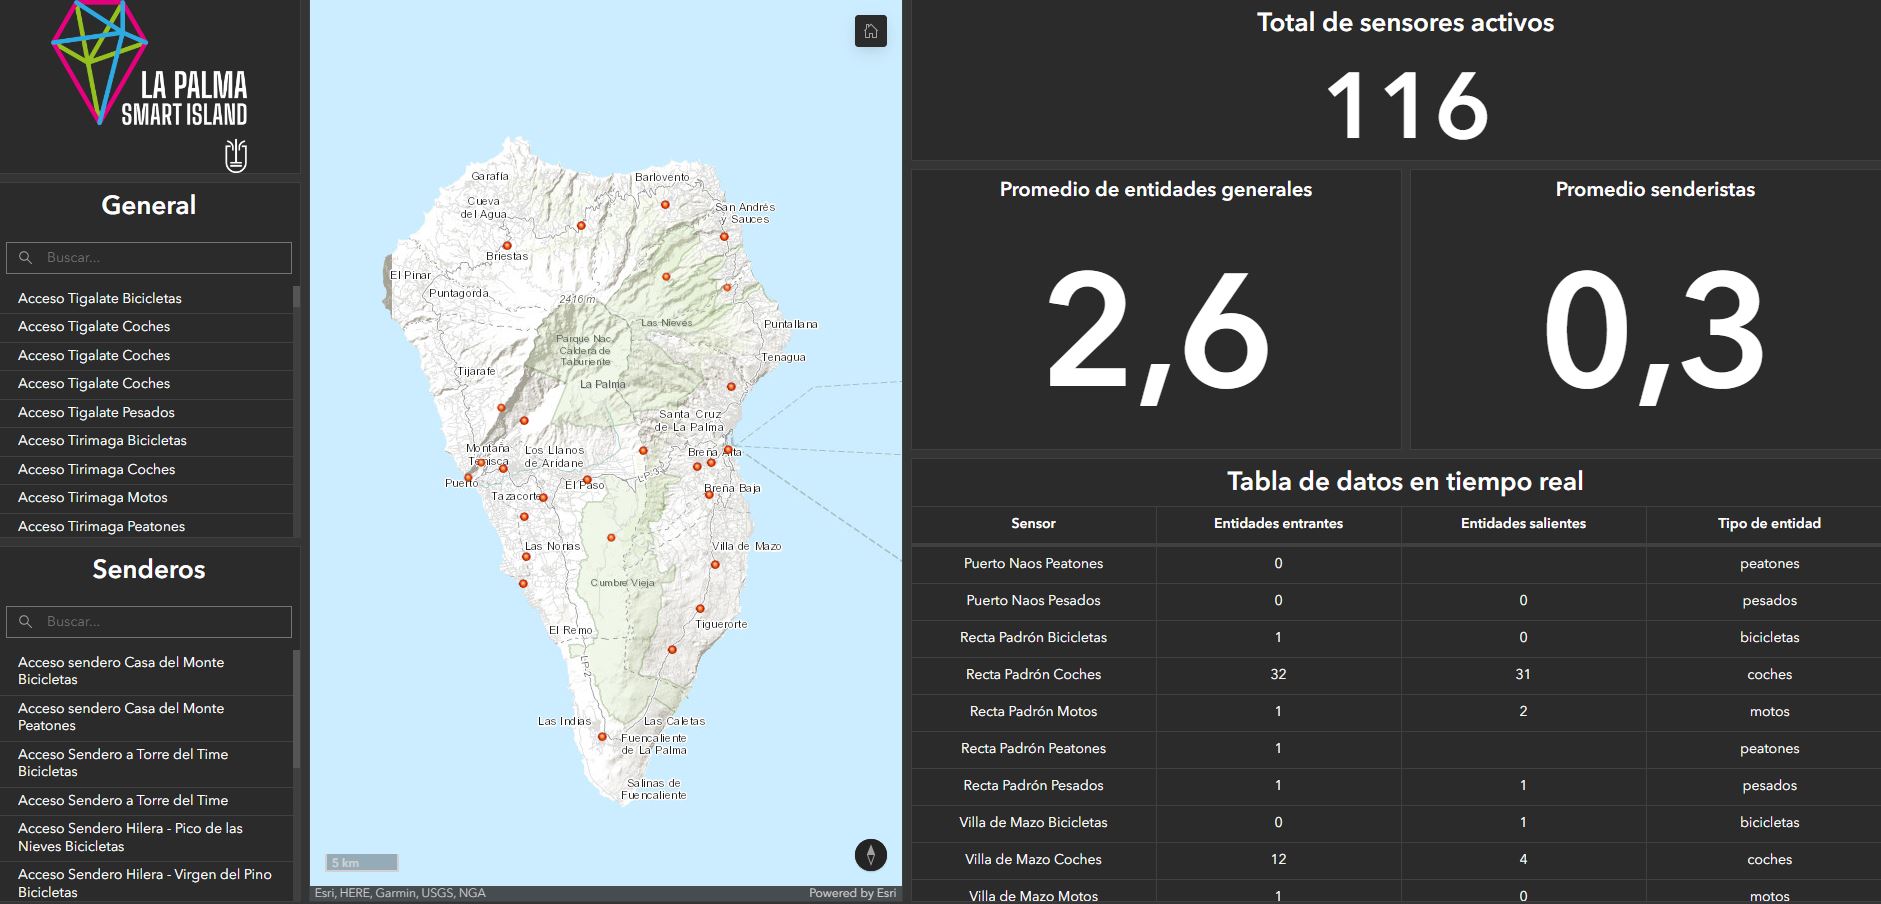 LA PALMA
SMART ISLAND
General
Buscar...
Acceso Tigalate Bicicletas
Acceso Tigalate Coches
Acceso Tigalate Coches
Acceso Tigalate Coches
Acceso Tigalate Pesados
Acceso Tirimaga Bicicletas
Acceso Tirimaga Coches
Acceso Tirimaga Motos
Acceso Tirimaga Peatones
Senderos
Buscar...
Acceso sendero Casa del Monte
Bicicletas
Acceso sendero Casa del Monte
Peatones
Acceso Sendero a Torre del Time
Bicicletas
Acceso Sendero a Torre del Time
Acceso Sendero Hilera - Pico de las
Nieves Bicicletas
Acceso Sendero Hilera - Virgen del Pino
Bicicletas
Garafía
Barlovento
Cueva
del Agua
San Andrés
y Sauces
Briestas
El Pinar
Puntagorda
2416 m
Las Nieves
Puntallana
Parque Nac.
Caldera de
Taburiente
Tenagua
Tijarafe
La Palma
Santa Cruz
de La Palma
Montaña
Tenisca
Los Llanos
de Aridane
Breña Alta
LP-3
Puerto
El Paso
Tazacorte
Breña Baja
Las Norias
Villa de Mazo
Cumbre Vieja
El Remo
Tiguerorte
LP-2
Las Indias
Las Caletas
Fuencaliente
de La Palma
Salinas de
Fuencaliente
5 km
Esri, HERE, Garmin, USGS, NGA
Powered by Esri
Total de sensores activos
116
Promedio de entidades generales
2,6
Promedio senderistas
0,3
Tabla de datos en tiempo real
Sensor Entidades entrantes Entidades salientes Tipo de entidad
Puerto Naos Peatones 0 peatones
Puerto Naos Pesados 0 0 pesados
Recta Padrón Bicicletas 1 0 bicicletas
Recta Padrón Coches 32 31 coches
Recta Padrón Motos 1 2 motos
Recta Padrón Peatones 1 peatones
Recta Padrón Pesados 1 1 pesados
Villa de Mazo Bicicletas 0 1 bicicletas
Villa de Mazo Coches 12 4 coches
Villa de Mazo Motos 1 0 motos